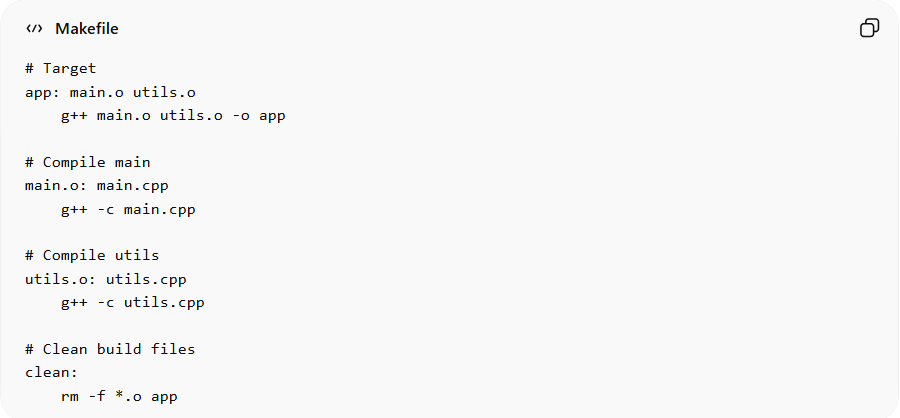 Makefile
# Target
app: main.o utils.o
    g++ main.o utils.o -o app

# Compile main
main.o: main.cpp
    g++ -c main.cpp

# Compile utils
utils.o: utils.cpp
    g++ -c utils.cpp

# Clean build files
clean:
    rm -f *.o app